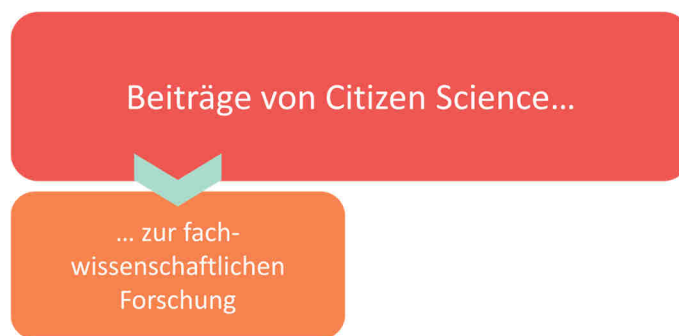 Beiträge von Citizen Science...
... zur fach-
wissenschaftlichen
Forschung